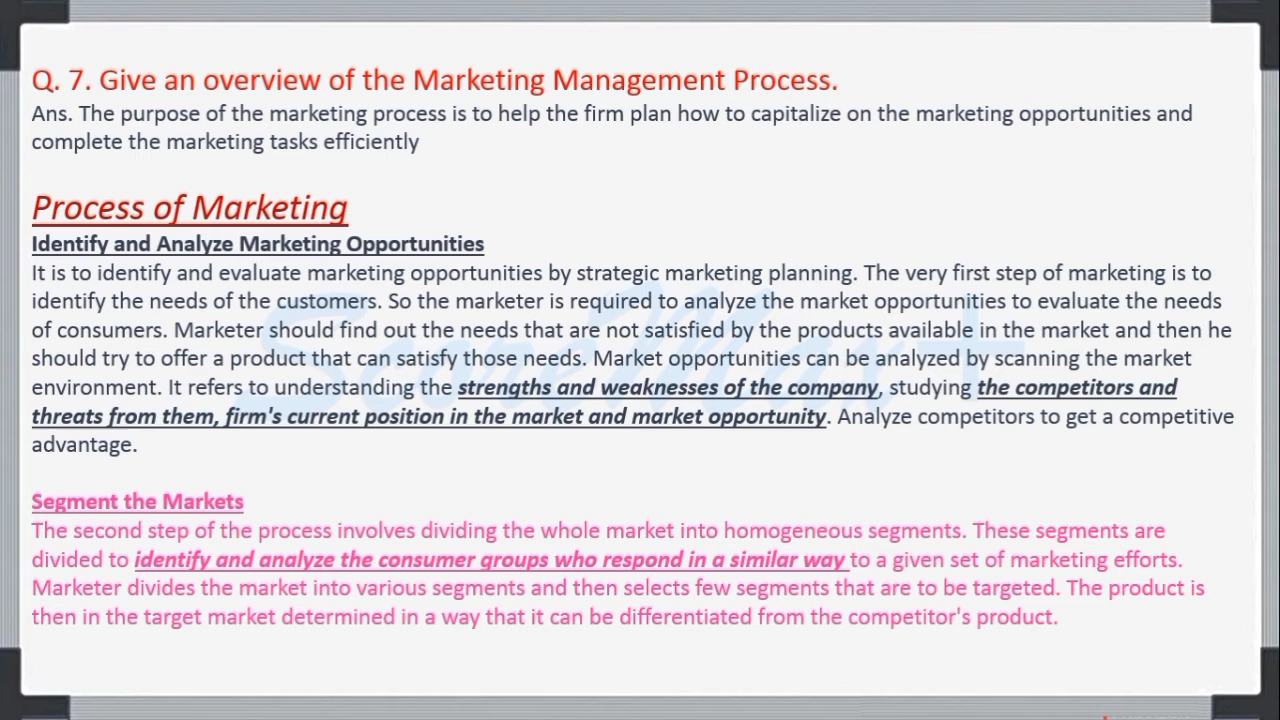 Q. 7. Give an overview of the Marketing Management Process.
Ans. The purpose of the marketing process is to help the firm plan how to capitalize on the marketing opportunities and
complete the marketing tasks efficiently
Process of Marketing
Identify and Analyze Marketing Opportunities
It is to identify and evaluate marketing opportunities by strategic marketing planning. The very first step of marketing is to
identify the needs of the customers. So the marketer is required to analyze the market opportunities to evaluate the needs
of consumers. Marketer should find out the needs that are not satisfied by the products available in the market and then he
should try to offer a product that can satisfy those needs. Market opportunities can be analyzed by scanning the market
environment. It refers to understanding the strengths and weaknesses of the company, studying the competitors and
threats from them, firm's current position in the market and market opportunity. Analyze competitors to get a competitive
advantage.
Segment the Markets
The second step of the process involves dividing the whole market into homogeneous segments. These segments are
divided to identify and analyze the consumer groups who respond in a similar way to a given set of marketing efforts.
Marketer divides the market into various segments and then selects few segments that are to be targeted. The product is
then in the target market determined in a way that it can be differentiated from the competitor's product.